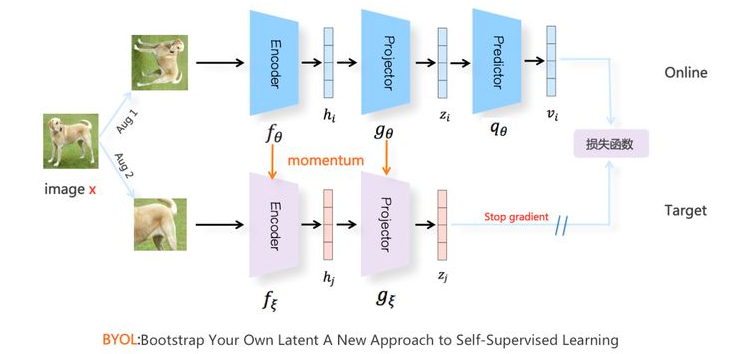 Encoder
Projector
Predictor
Online
Aug 1
h_i
z_i
v_i
f_θ
g_θ
q_θ
损失函数
image x
momentum
Aug 2
Encoder
Projector
Stop gradient
Target
h_j
z_j
f_ξ
g_ξ
BYOL:Bootstrap Your Own Latent A New Approach to Self-Supervised Learning